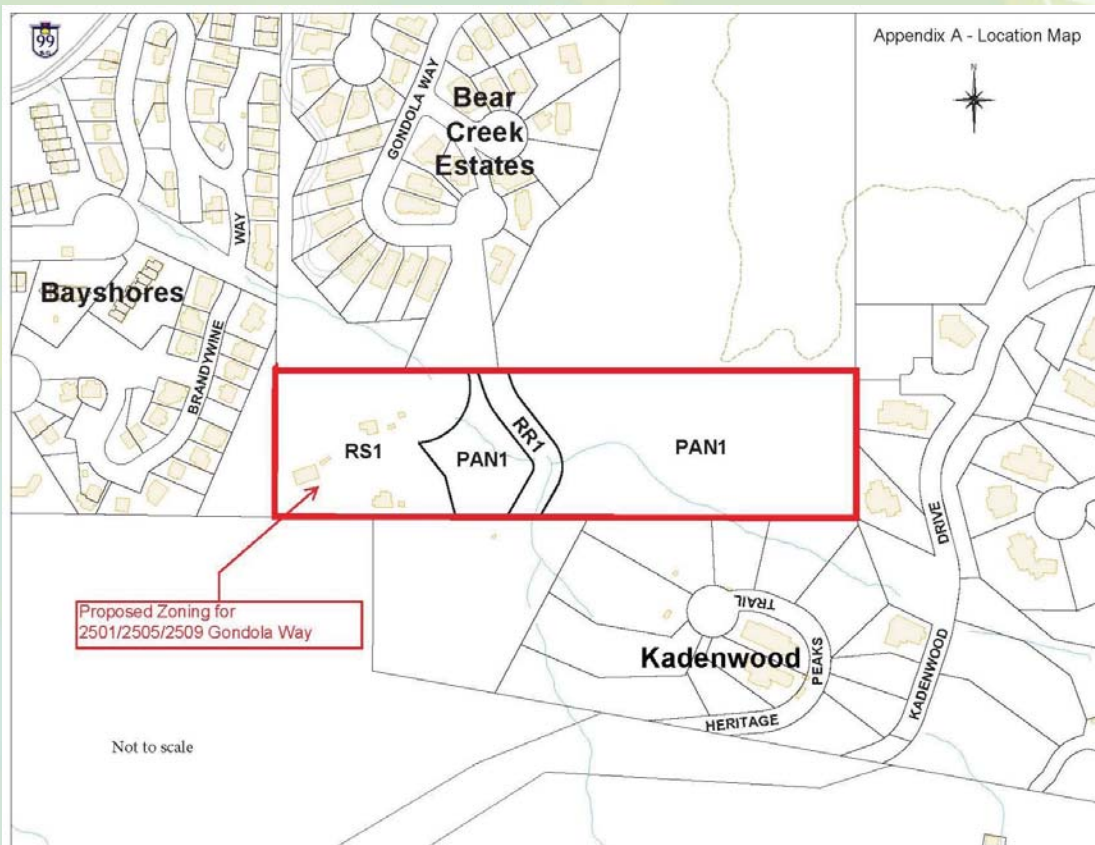 99
Appendix A - Location Map
N
GONDOLA WAY
Bear
Creek
Estates
WAY
Bayshores
BRANDYWINE
RS1
PAN1
RR1
PAN1
DRIVE
Proposed Zoning for
2501/2505/2509 Gondola Way
TRAIL
Kadenwood
PEAKS
HERITAGE
KADENWOOD
Not to scale